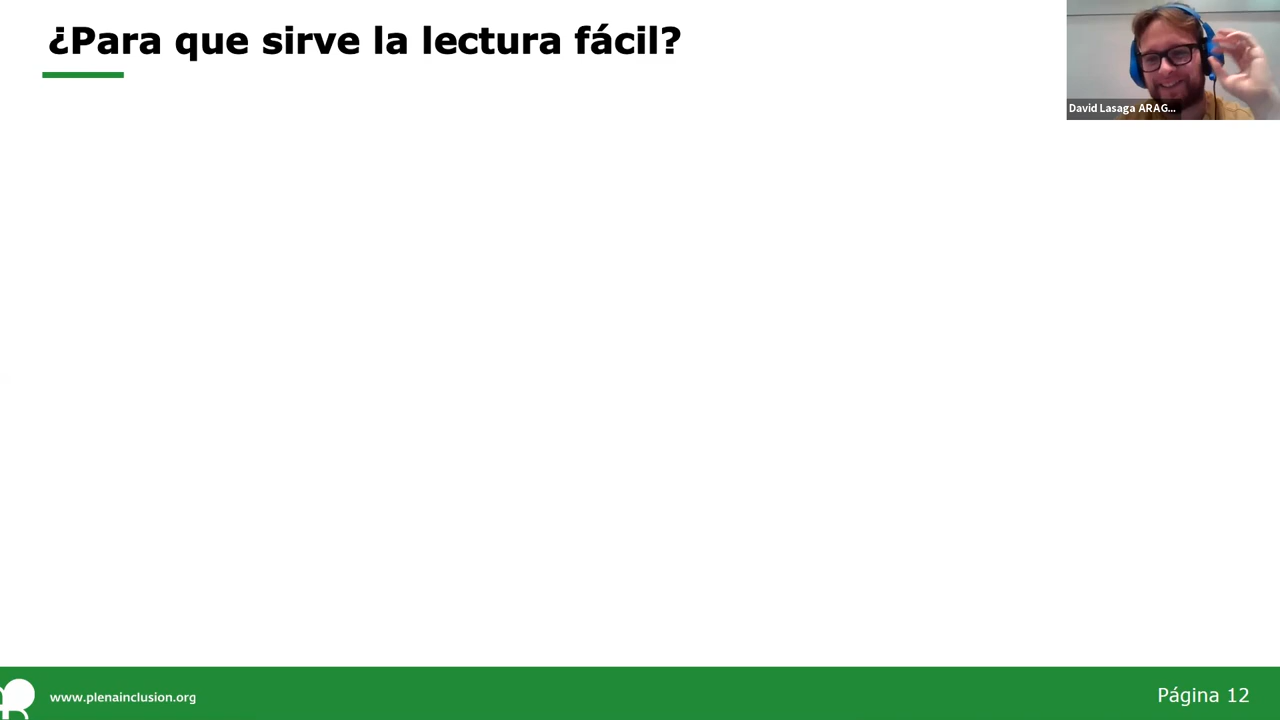 ¿Para que sirve la lectura fácil?
David Lasaga ARAG...
www.plenainclusion.org
Página 12